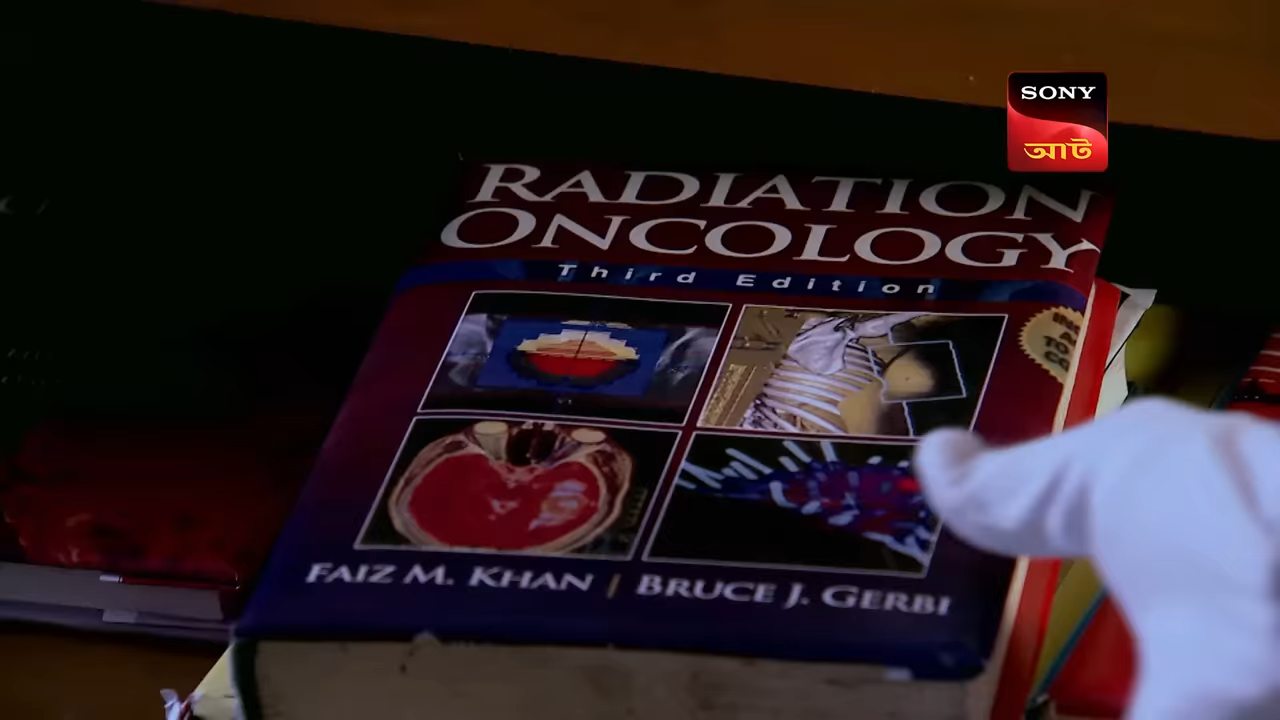 SONY
আট
RADIATION
ONCOLOGY
Third Edition
FAIZ M. KHAN / BRUCE J. GERBI